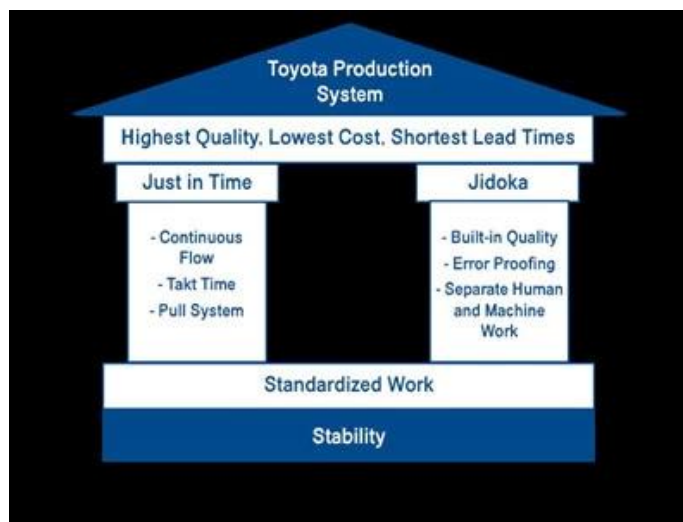 Toyota Production
System
Highest Quality, Lowest Cost, Shortest Lead Times
Just in Time
- Continuous
Flow
- Takt Time
- Pull System
Jidoka
- Built-in Quality
- Error Proofing
- Separate Human
and Machine
Work
Standardized Work
Stability